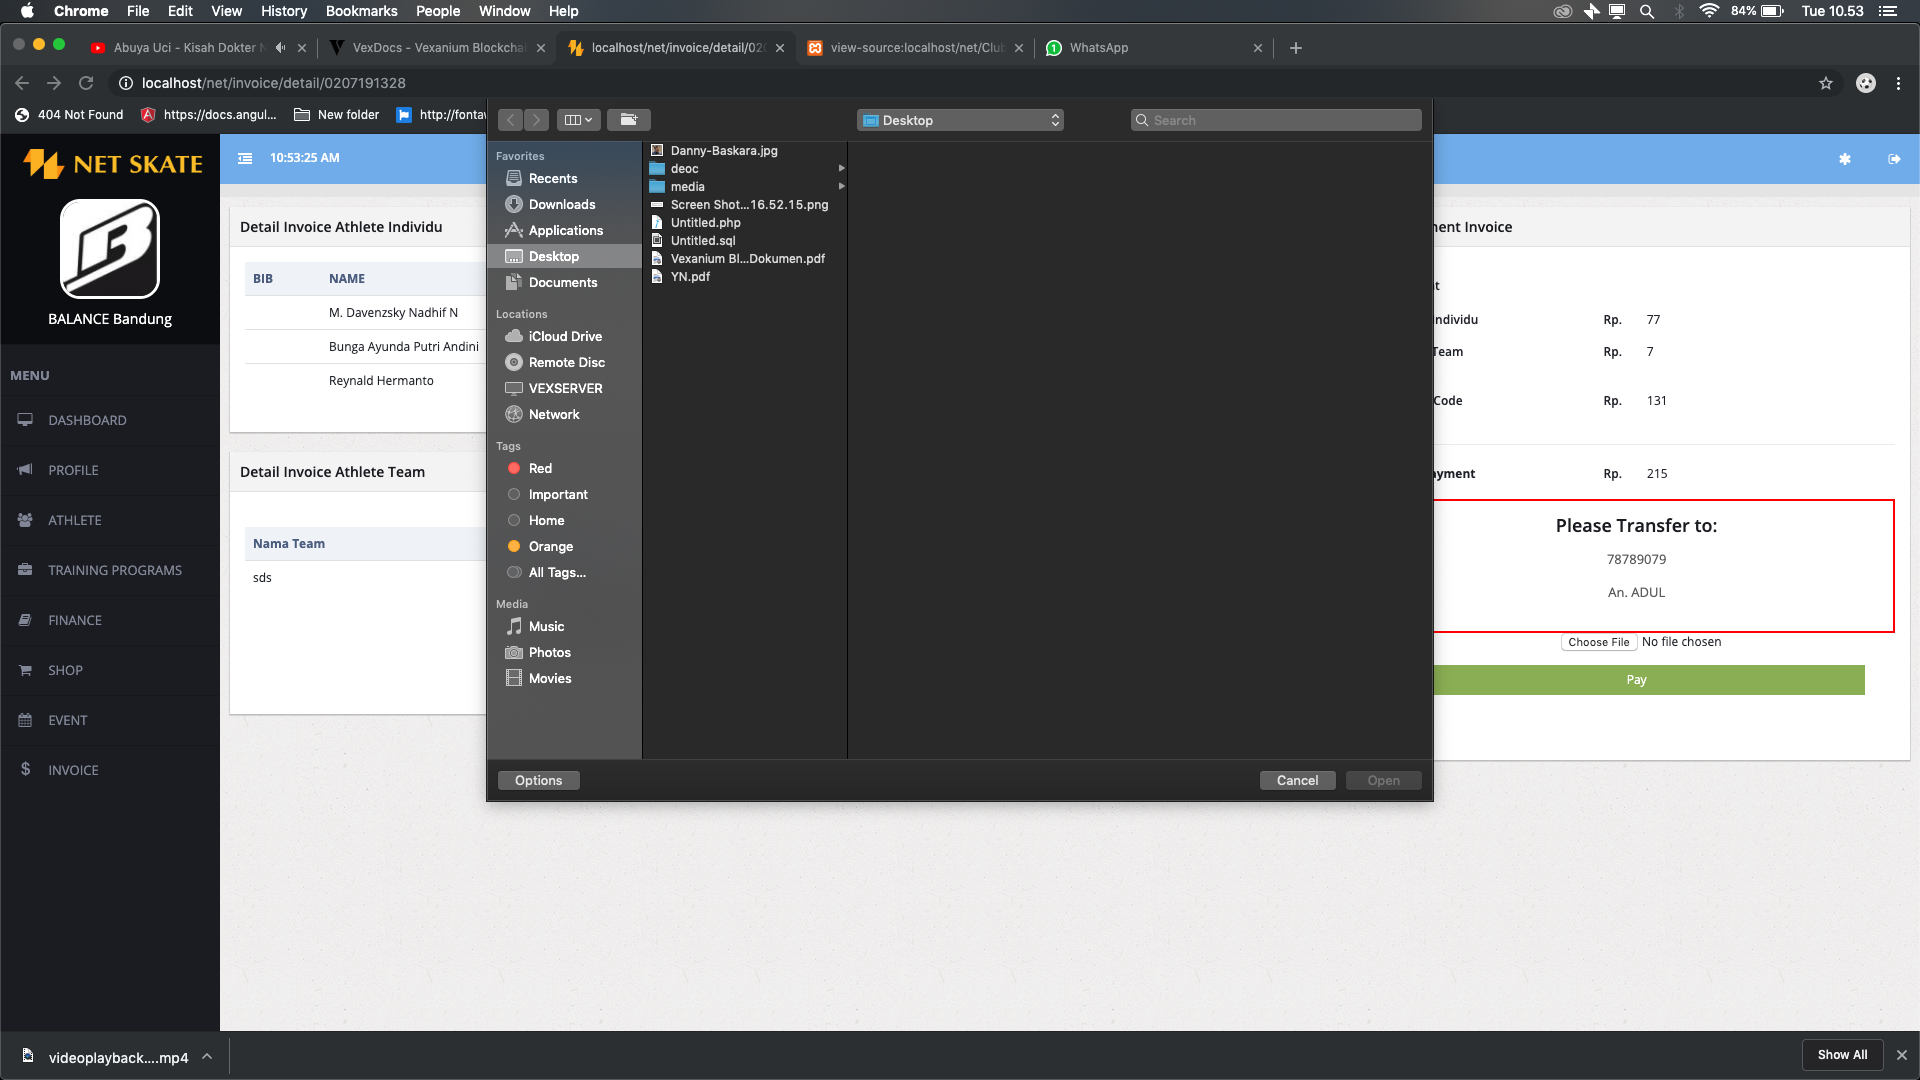 Chrome File Edit View History Bookmarks People Window Help 84% Tue 10.53
Abuya Uci - Kisah Dokter
VexDocs - Vexanium Blockchai
localhost/net/invoice/detail/020
view-source:localhost/net/Clu
1 WhatsApp
localhost/net/invoice/detail/0207191328
404 Not Found
https://docs.angul...
New folder
http://fontaw
NET SKATE
BALANCE Bandung
MENU
DASHBOARD
PROFILE
ATHLETE
TRAINING PROGRAMS
FINANCE
SHOP
EVENT
INVOICE
10:53:25 AM
Detail Invoice Athlete Individu
BIB NAME
M. Davenzsky Nadhif N
Bunga Ayunda Putri Andini
Reynald Hermanto
Detail Invoice Athlete Team
Nama Team
sds
Desktop
Search
Favorites
Recents
Downloads
Applications
Desktop
Documents
Locations
iCloud Drive
Remote Disc
VEXSERVER
Network
Tags
Red
Important
Home
Orange
All Tags...
Media
Music
Photos
Movies
Danny-Baskara.jpg
deoc
media
Screen Shot...16.52.15.png
Untitled.php
Untitled.sql
Vexanium Bl...Dokumen.pdf
YN.pdf
Options
Cancel
Open
ent Invoice
t
ndividu Rp. 77
Team Rp. 7
Code Rp. 131
ayment Rp. 215
Please Transfer to:
78789079
An. ADUL
Choose File No file chosen
Pay
videoplayback....mp4
Show All